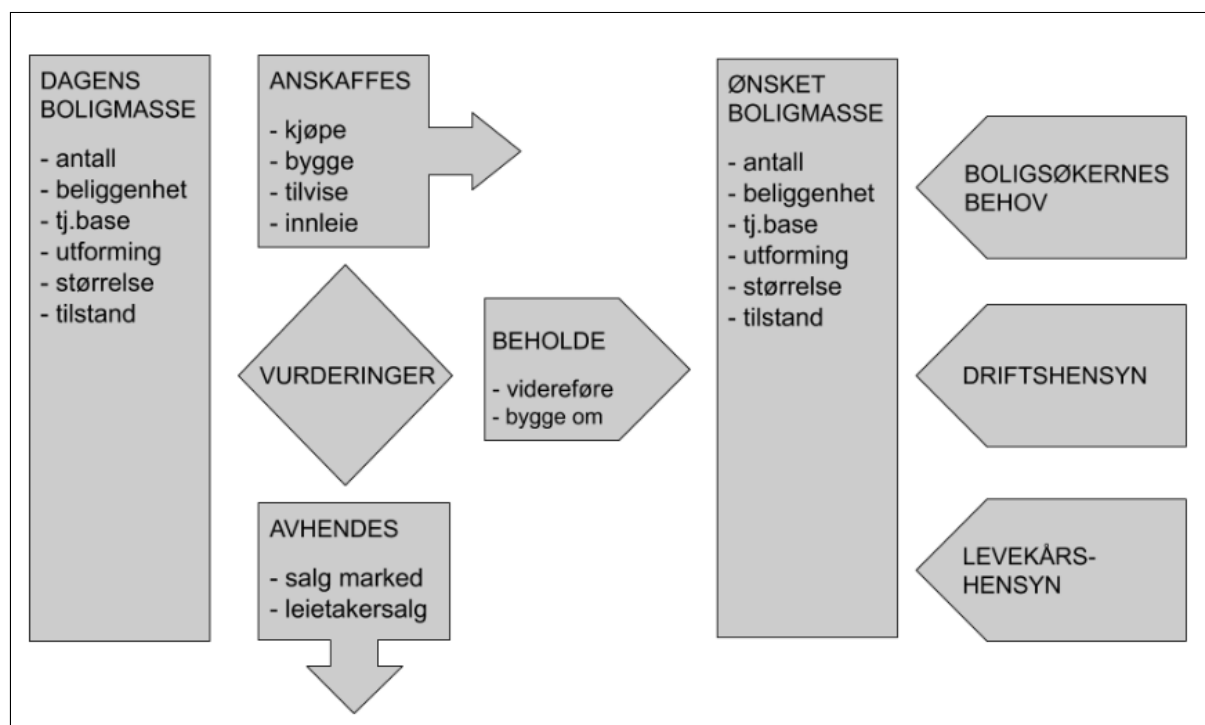 DAGENS
BOLIGMASSE
- antall
- beliggenhet
- tj.base
- utforming
- størrelse
- tilstand
ANSKAFFES
- kjøpe
- bygge
- tilvise
- innleie
VURDERINGER
AVHENDES
- salg marked
- leietakersalg
BEHOLDE
- videreføre
- bygge om
ØNSKET
BOLIGMASSE
- antall
- beliggenhet
- tj.base
- utforming
- størrelse
- tilstand
BOLIGSØKERNES
BEHOV
DRIFTSHENSYN
LEVEKÅRS-
HENSYN